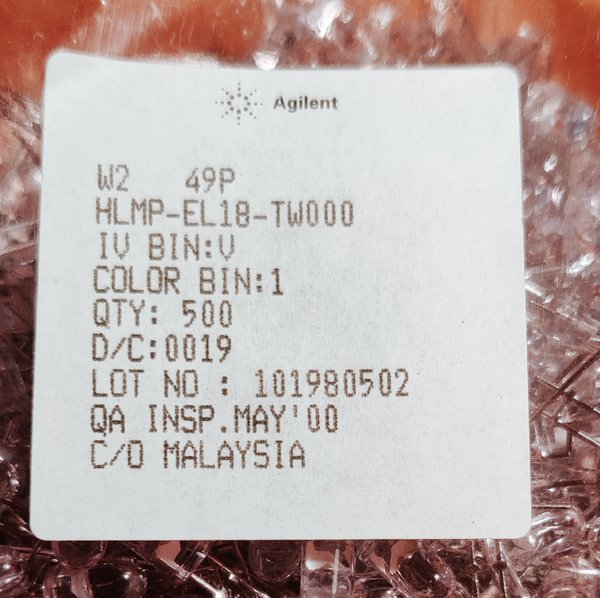 Agilent
W2 49P
HLMP-EL18-TW000
IV BIN:V
COLOR BIN:1
QTY: 500
D/C:0019
LOT NO : 101980502
QA INSP.MAY'00
C/O MALAYSIA